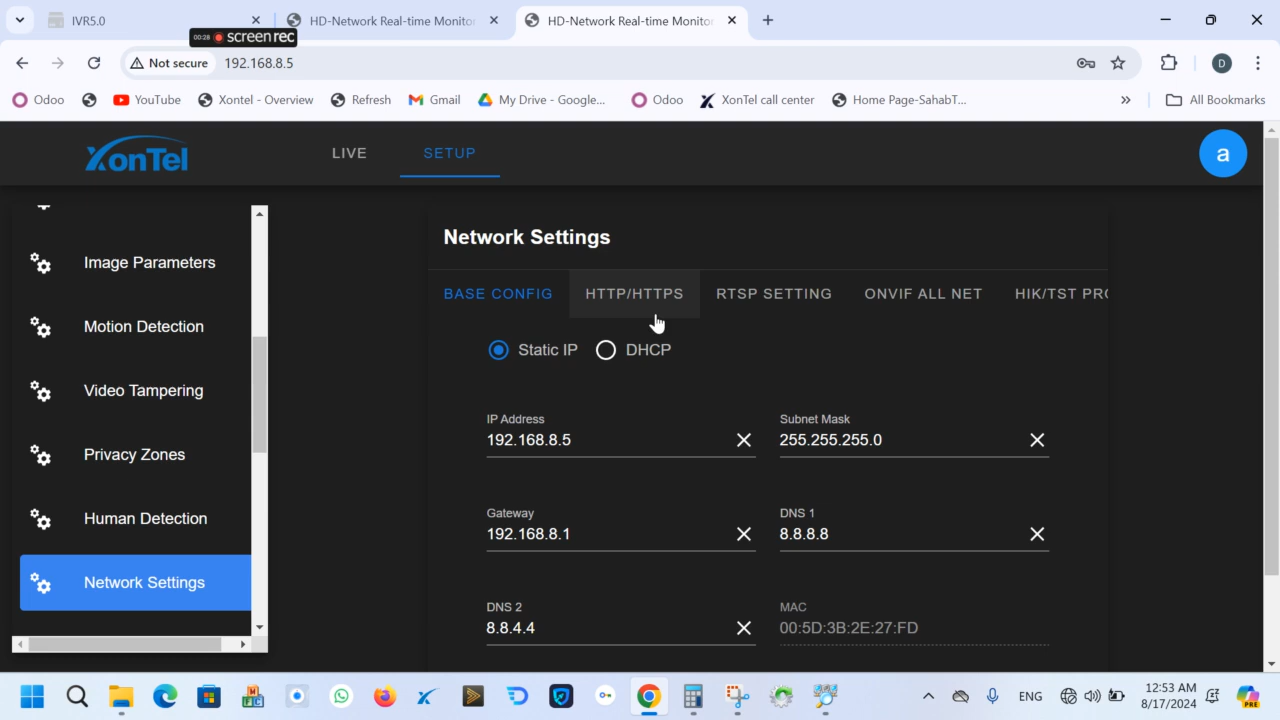 IVR5.0
HD-Network Real-time Monitor
HD-Network Real-time Monitor
00:28 screenrec
Not secure 192.168.8.5 D
Odoo YouTube Xontel - Overview Refresh Gmail My Drive - Google... Odoo XonTel call center Home Page-SahabT... All Bookmarks
XonTel LIVE SETUP a
Image Parameters
Motion Detection
Video Tampering
Privacy Zones
Human Detection
Network Settings
Network Settings
BASE CONFIG HTTP/HTTPS RTSP SETTING ONVIF ALL NET HIK/TST PRO
Static IP DHCP
IP Address Subnet Mask
192.168.8.5 255.255.255.0
Gateway DNS 1
192.168.8.1 8.8.8.8
DNS 2 MAC
8.8.4.4 00:5D:3B:2E:27:FD
ENG
12:53 AM
8/17/2024
PRE